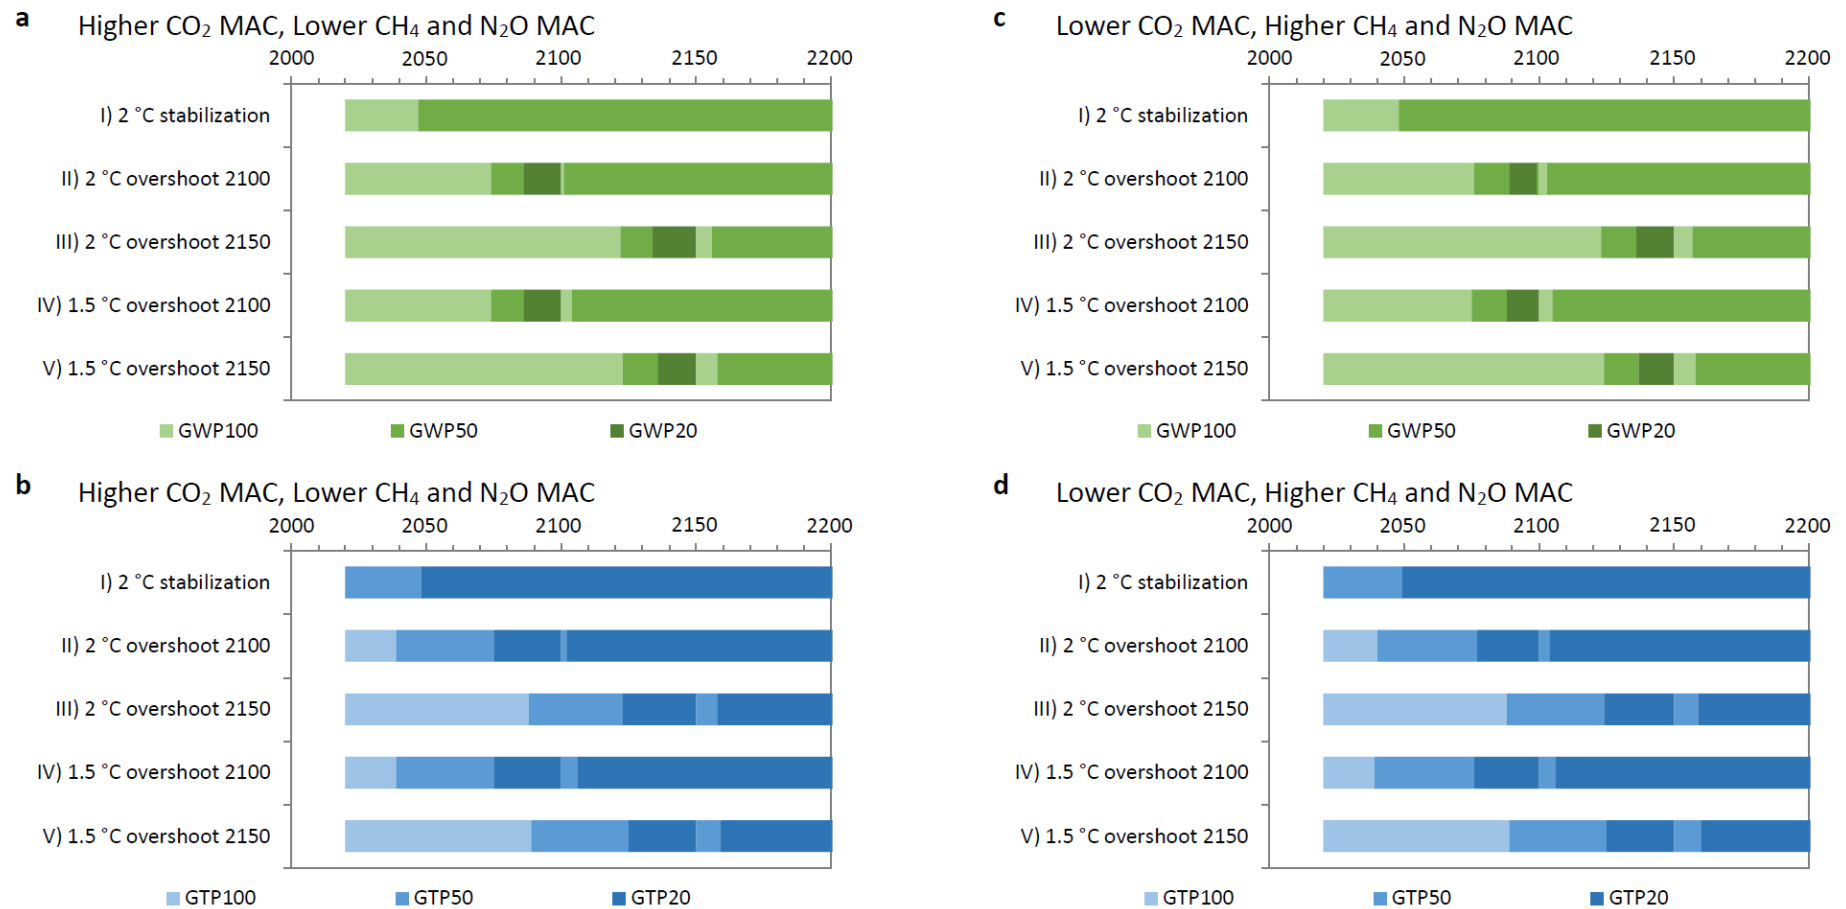 a Higher CO₂ MAC, Lower CH₄ and N₂O MAC
2000 2050 2100 2150 2200
I) 2 °C stabilization
II) 2 °C overshoot 2100
III) 2 °C overshoot 2150
IV) 1.5 °C overshoot 2100
V) 1.5 °C overshoot 2150
GWP100 GWP50 GWP20
b Higher CO₂ MAC, Lower CH₄ and N₂O MAC
2000 2050 2100 2150 2200
I) 2 °C stabilization
II) 2 °C overshoot 2100
III) 2 °C overshoot 2150
IV) 1.5 °C overshoot 2100
V) 1.5 °C overshoot 2150
GTP100 GTP50 GTP20
c Lower CO₂ MAC, Higher CH₄ and N₂O MAC
2000 2050 2100 2150 2200
I) 2 °C stabilization
II) 2 °C overshoot 2100
III) 2 °C overshoot 2150
IV) 1.5 °C overshoot 2100
V) 1.5 °C overshoot 2150
GWP100 GWP50 GWP20
d Lower CO₂ MAC, Higher CH₄ and N₂O MAC
2000 2050 2100 2150 2200
I) 2 °C stabilization
II) 2 °C overshoot 2100
III) 2 °C overshoot 2150
IV) 1.5 °C overshoot 2100
V) 1.5 °C overshoot 2150
GTP100 GTP50 GTP20